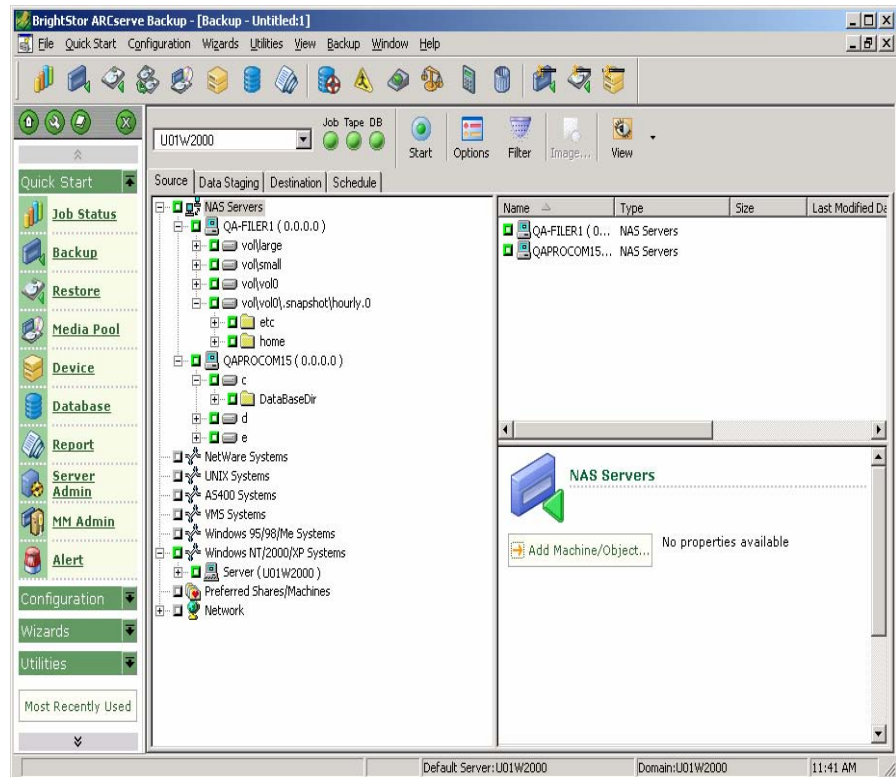 BrightStor ARCserve Backup - [Backup - Untitled:1]
File Quick Start Configuration Wizards Utilities View Backup Window Help
U01W2000
Job Tape DB
Start Options Filter Image... View
Quick Start
Job Status
Backup
Restore
Media Pool
Device
Database
Report
Server
Admin
MM Admin
Alert
Configuration
Wizards
Utilities
Most Recently Used
Source Data Staging Destination Schedule
NAS Servers
QA-FILER1 ( 0.0.0.0 )
vol\large
vol\small
vol\vol0
vol\vol0\.snapshot\hourly.0
etc
home
QAPROCOM15 ( 0.0.0.0 )
c
DataBaseDir
d
e
NetWare Systems
UNIX Systems
AS400 Systems
VMS Systems
Windows 95/98/Me Systems
Windows NT/2000/XP Systems
Server ( U01W2000 )
Preferred Shares/Machines
Network
Name Type Size Last Modified Da
QA-FILER1 ( 0... NAS Servers
QAPROCOM15... NAS Servers
NAS Servers
Add Machine/Object...
No properties available
Default Server:U01W2000 Domain:U01W2000 11:41 AM